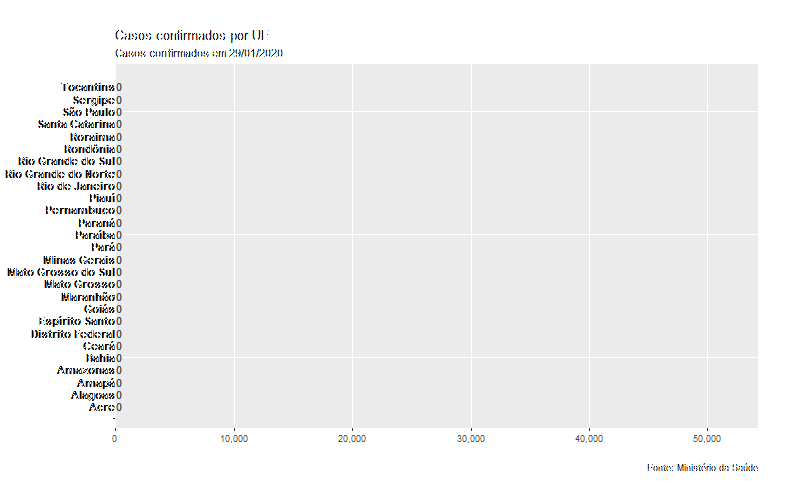 Casos confirmados por UF
Casos confirmados em 29/01/2020
Tocantins 0
Sergipe 0
São Paulo 0
Santa Catarina 0
Roraima 0
Rondônia 0
Rio Grande do Sul 0
Rio Grande do Norte 0
Rio de Janeiro 0
Piauí 0
Pernambuco 0
Paraná 0
Paraíba 0
Pará 0
Minas Gerais 0
Mato Grosso do Sul 0
Mato Grosso 0
Maranhão 0
Goiás 0
Espírito Santo 0
Distrito Federal 0
Ceará 0
Bahia 0
Amazonas 0
Amapá 0
Alagoas 0
Acre 0
0 10,000 20,000 30,000 40,000 50,000
Fonte: Ministério da Saúde